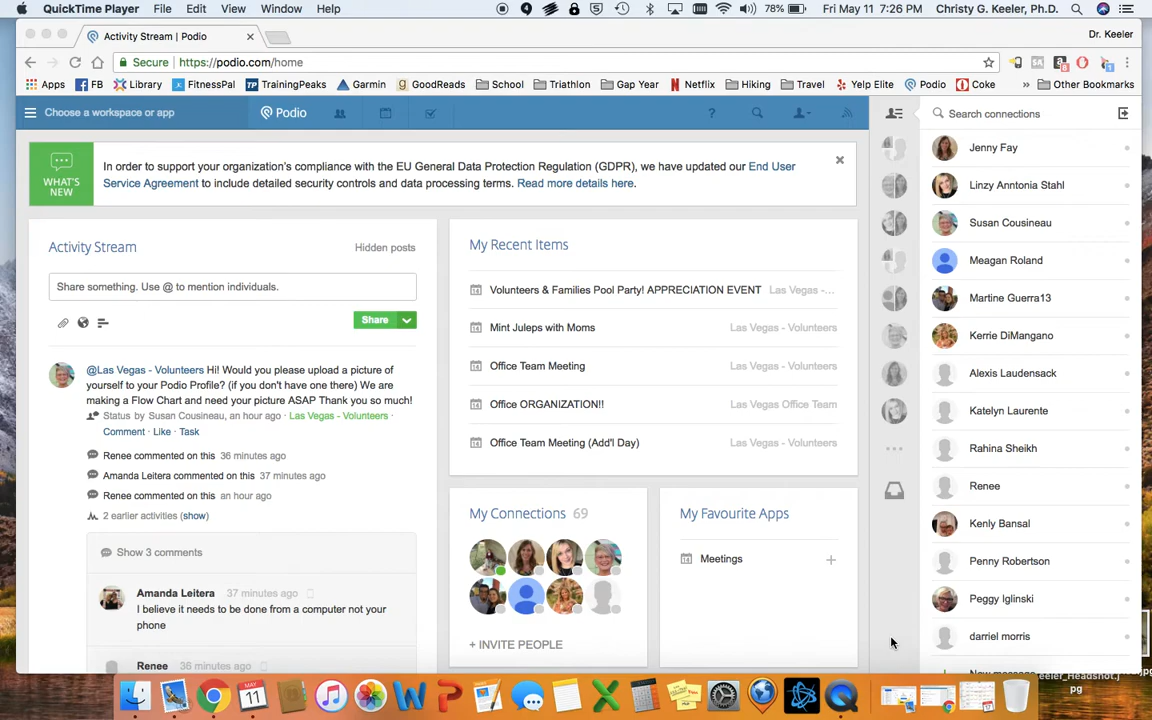 QuickTime Player File Edit View Window Help 78% Fri May 11 7:26 PM Christy G. Keeler, Ph.D.
Activity Stream | Podio
Dr. Keeler
Secure https://podio.com/home
Apps FB Library FitnessPal TrainingPeaks Garmin GoodReads School Triathlon Gap Year Netflix Hiking Travel Yelp Elite Podio Coke » Other Bookmarks
Choose a workspace or app Podio ?
Search connections
WHAT'S NEW
In order to support your organization's compliance with the EU General Data Protection Regulation (GDPR), we have updated our End User
Service Agreement to include detailed security controls and data processing terms. Read more details here.
Activity Stream
Hidden posts
Share something. Use @ to mention individuals.
Share
@Las Vegas - Volunteers Hi! Would you please upload a picture of
yourself to your Podio Profile? (if you don't have one there) We are
making a Flow Chart and need your picture ASAP Thank you so much!
Status by Susan Cousineau, an hour ago · Las Vegas - Volunteers ·
Comment · Like · Task
Renee commented on this 36 minutes ago
Amanda Leitera commented on this 37 minutes ago
Renee commented on this an hour ago
2 earlier activities (show)
Show 3 comments
Amanda Leitera 37 minutes ago
I believe it needs to be done from a computer not your
phone
Renee 36 minutes ago
My Recent Items
Volunteers & Families Pool Party! APPRECIATION EVENT Las Vegas -...
Mint Juleps with Moms Las Vegas - Volunteers
Office Team Meeting Las Vegas - Volunteers
Office ORGANIZATION!! Las Vegas Office Team
Office Team Meeting (Add'l Day) Las Vegas - Volunteers
My Connections 69
+ INVITE PEOPLE
My Favourite Apps
Meetings +
Jenny Fay
Linzy Anntonia Stahl
Susan Cousineau
Meagan Roland
Martine Guerra13
Kerrie DiMangano
Alexis Laudensack
Katelyn Laurente
Rahina Sheikh
Renee
Kenly Bansal
Penny Robertson
Peggy Iglinski
darriel morris
New message
MAY
11
17
Keeler_Headshot.j
pg